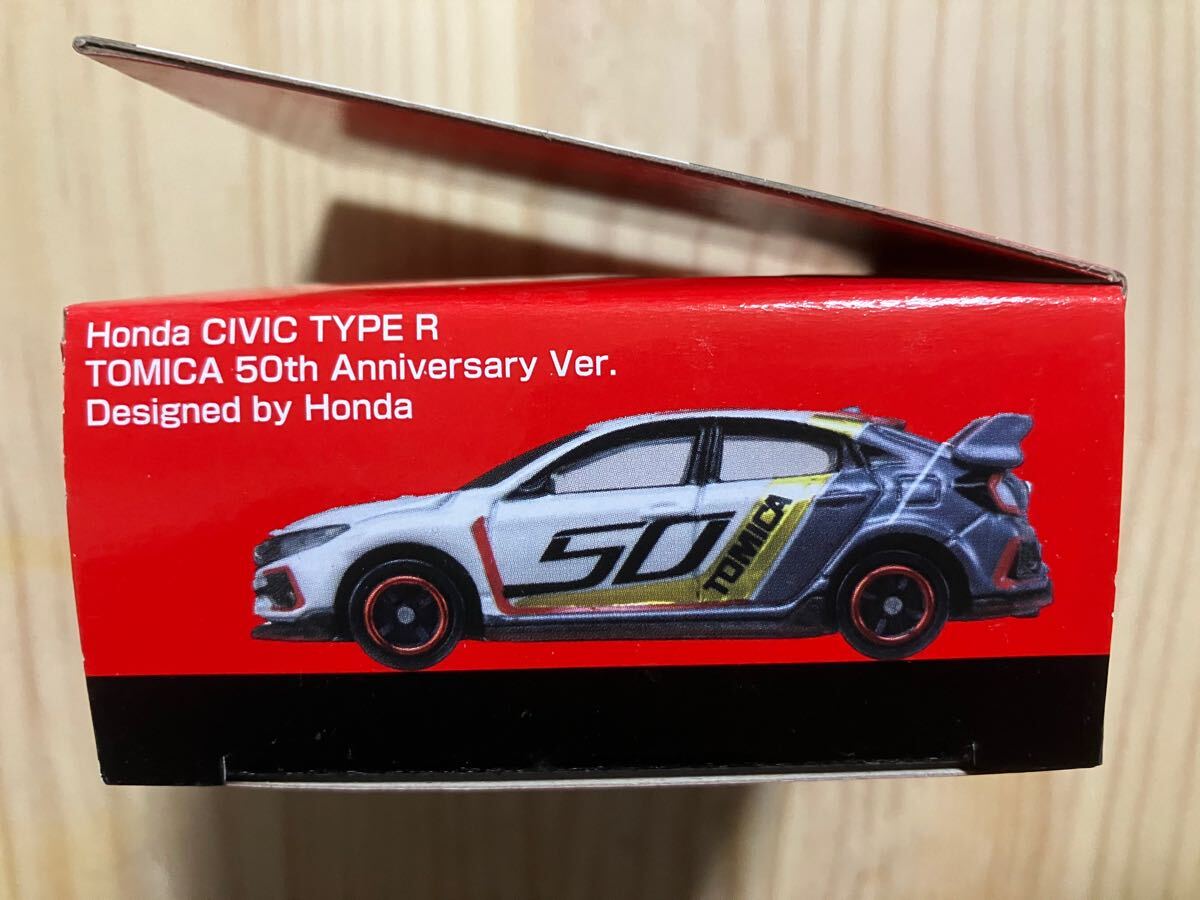 Honda CIVIC TYPE R
TOMICA 50th Anniversary Ver.
Designed by Honda
50
TOMICA